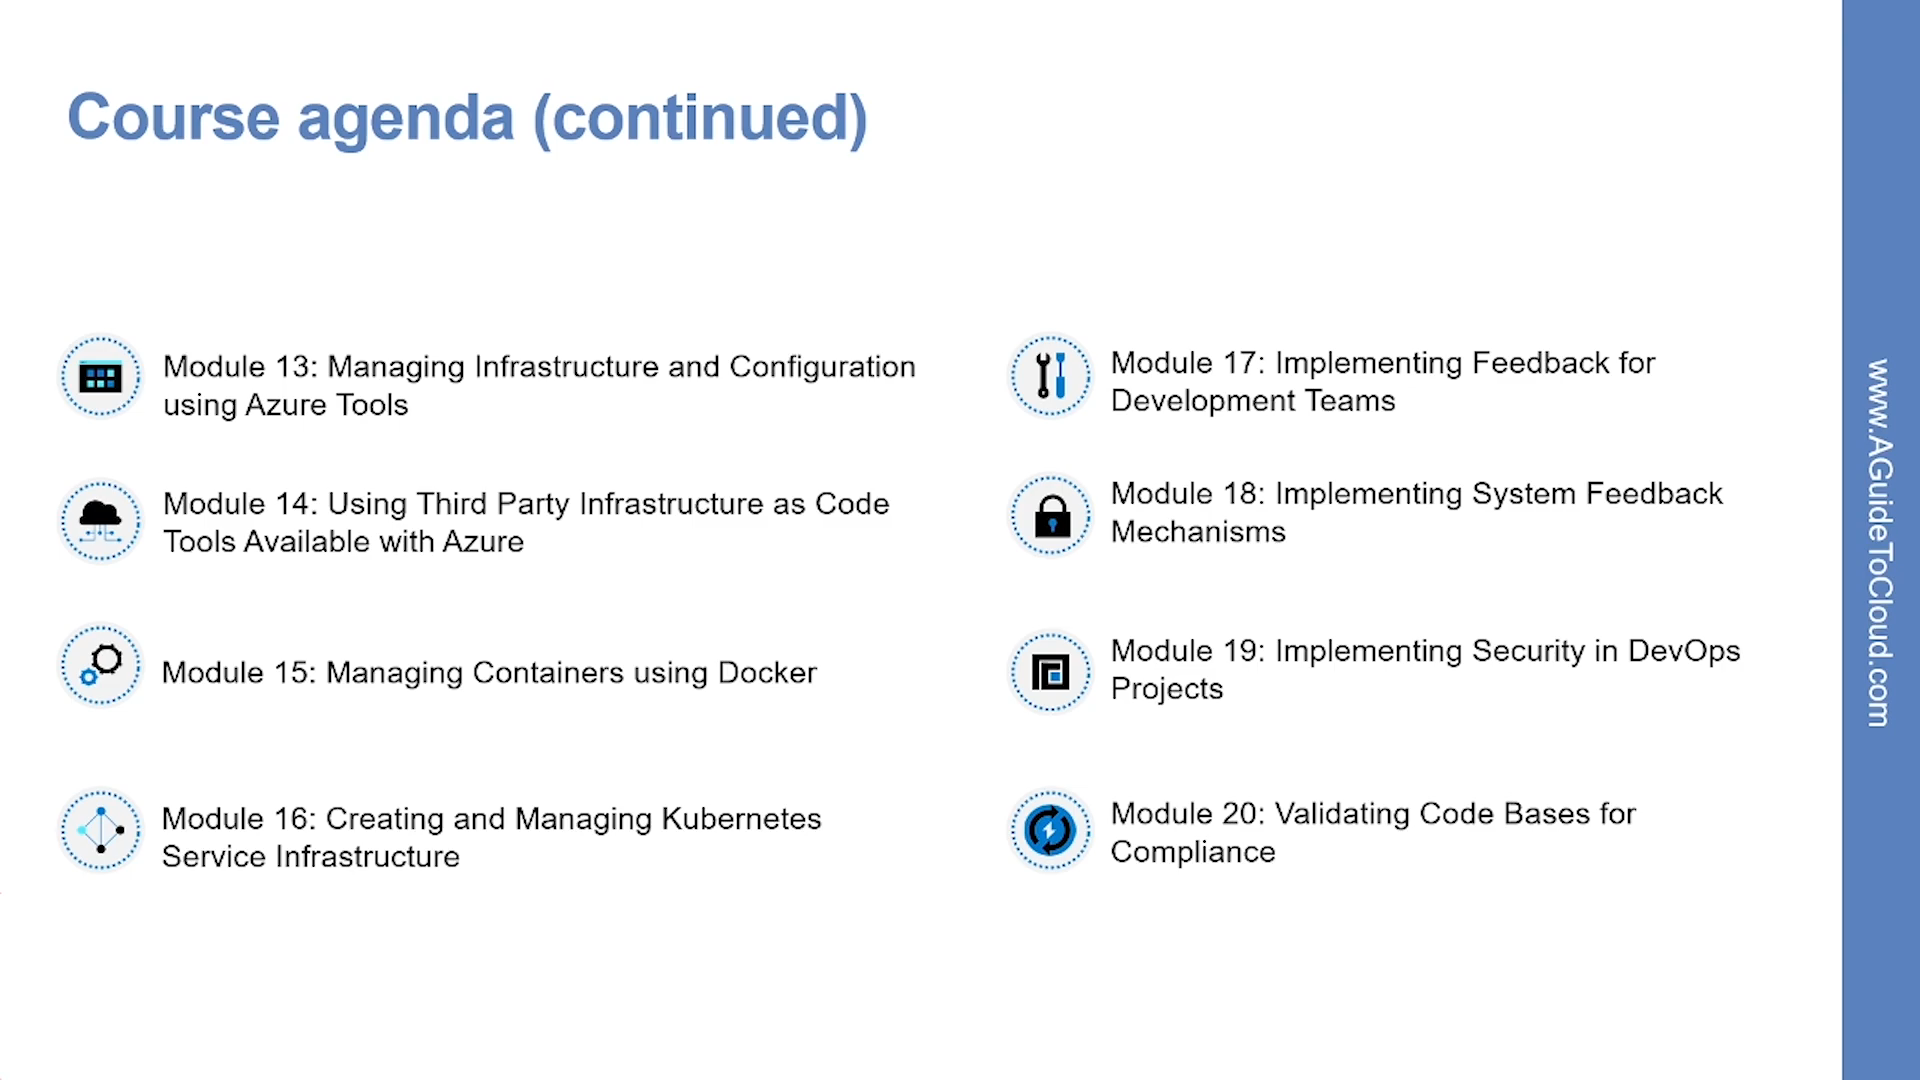 Course agenda (continued)
Module 13: Managing Infrastructure and Configuration
using Azure Tools
Module 14: Using Third Party Infrastructure as Code
Tools Available with Azure
Module 15: Managing Containers using Docker
Module 16: Creating and Managing Kubernetes
Service Infrastructure
Module 17: Implementing Feedback for
Development Teams
Module 18: Implementing System Feedback
Mechanisms
Module 19: Implementing Security in DevOps
Projects
Module 20: Validating Code Bases for
Compliance
www.AGuideToCloud.com